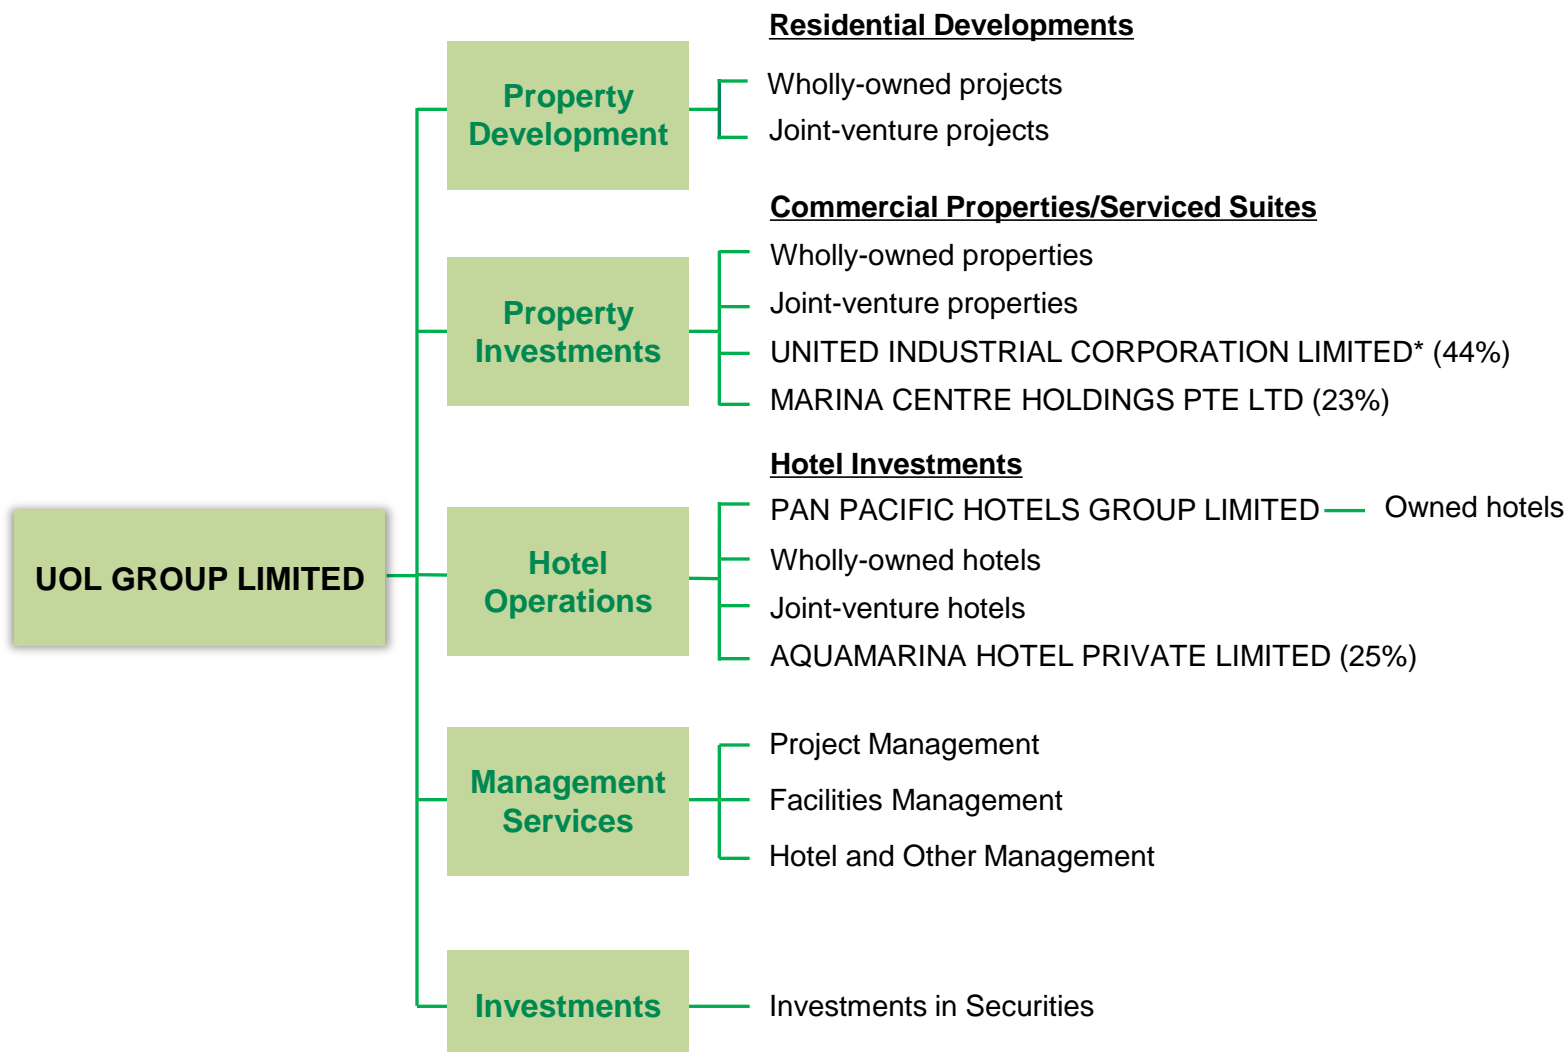 UOL GROUP LIMITED
Property
Development
Residential Developments
Wholly-owned projects
Joint-venture projects
Property
Investments
Commercial Properties/Serviced Suites
Wholly-owned properties
Joint-venture properties
UNITED INDUSTRIAL CORPORATION LIMITED* (44%)
MARINA CENTRE HOLDINGS PTE LTD (23%)
Hotel
Operations
Hotel Investments
PAN PACIFIC HOTELS GROUP LIMITED
Owned hotels
Wholly-owned hotels
Joint-venture hotels
AQUAMARINA HOTEL PRIVATE LIMITED (25%)
Management
Services
Project Management
Facilities Management
Hotel and Other Management
Investments
Investments in Securities